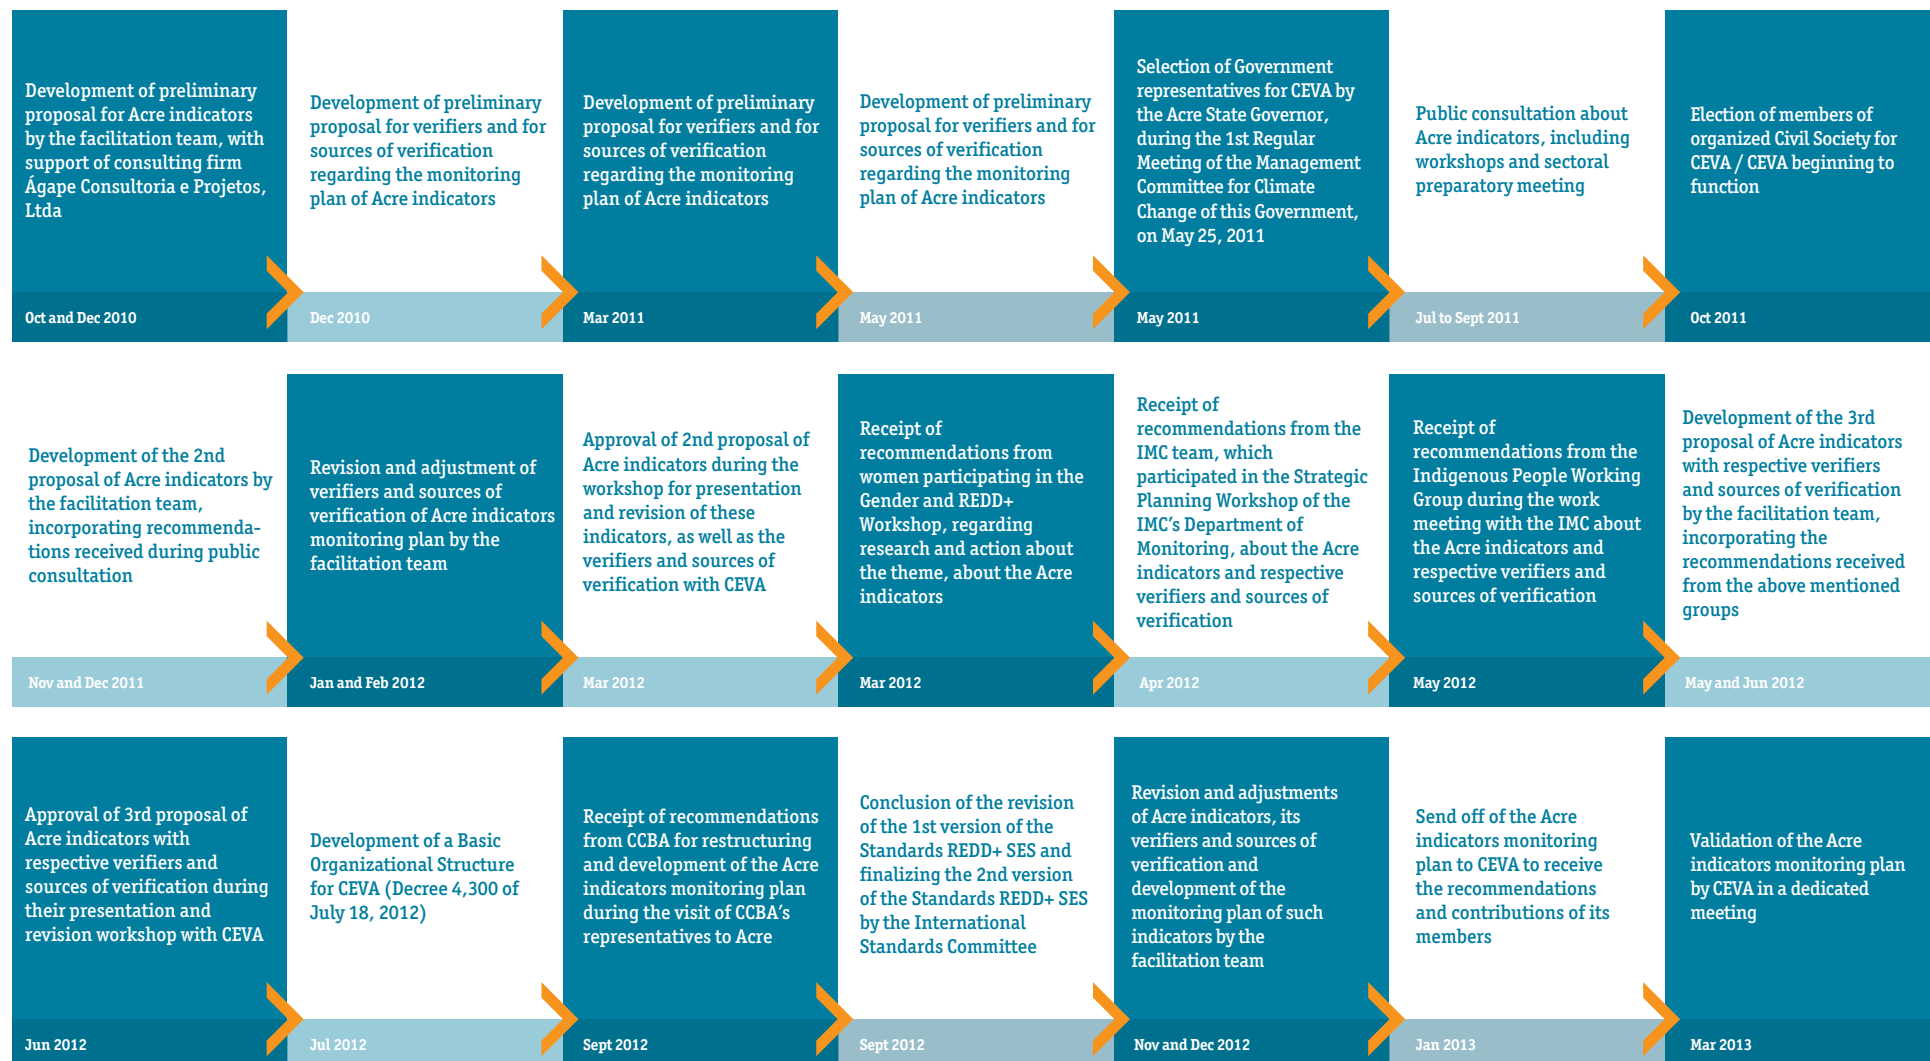 Development of preliminary
proposal for Acre indicators
by the facilitation team, with
support of consulting firm
Ágape Consultoria e Projetos,
Ltda
Oct and Dec 2010
Development of preliminary
proposal for verifiers and for
sources of verification
regarding the monitoring
plan of Acre indicators
Dec 2010
Development of preliminary
proposal for verifiers and for
sources of verification
regarding the monitoring
plan of Acre indicators
Mar 2011
Development of preliminary
proposal for verifiers and for
sources of verification
regarding the monitoring
plan of Acre indicators
May 2011
Selection of Government
representatives for CEVA by
the Acre State Governor,
during the 1st Regular
Meeting of the Management
Committee for Climate
Change of this Government,
on May 25, 2011
May 2011
Public consultation about
Acre indicators, including
workshops and sectoral
preparatory meeting
Jul to Sept 2011
Election of members of
organized Civil Society for
CEVA / CEVA beginning to
function
Oct 2011
Development of the 2nd
proposal of Acre indicators by
the facilitation team,
incorporating recommenda-
tions received during public
consultation
Nov and Dec 2011
Revision and adjustment of
verifiers and sources of
verification of Acre indicators
monitoring plan by the
facilitation team
Jan and Feb 2012
Approval of 2nd proposal of
Acre indicators during the
workshop for presentation
and revision of these
indicators, as well as the
verifiers and sources of
verification with CEVA
Mar 2012
Receipt of
recommendations from
women participating in the
Gender and REDD+
Workshop, regarding
research and action about
the theme, about the Acre
indicators
Mar 2012
Receipt of
recommendations from the
IMC team, which
participated in the Strategic
Planning Workshop of the
IMC's Department of
Monitoring, about the Acre
indicators and respective
verifiers and sources of
verification
Apr 2012
Receipt of
recommendations from the
Indigenous People Working
Group during the work
meeting with the IMC about
the Acre indicators and
respective verifiers and
sources of verification
May 2012
Development of the 3rd
proposal of Acre indicators
with respective verifiers
and sources of verification
by the facilitation team,
incorporating the
recommendations received
from the above mentioned
groups
May and Jun 2012
Approval of 3rd proposal of
Acre indicators with
respective verifiers and
sources of verification during
their presentation and
revision workshop with CEVA
Jun 2012
Development of a Basic
Organizational Structure
for CEVA (Decree 4,300 of
July 18, 2012)
Jul 2012
Receipt of recommendations
from CCBA for restructuring
and development of the Acre
indicators monitoring plan
during the visit of CCBA's
representatives to Acre
Sept 2012
Conclusion of the revision
of the 1st version of the
Standards REDD+ SES and
finalizing the 2nd version
of the Standards REDD+ SES
by the International
Standards Committee
Sept 2012
Revision and adjustments
of Acre indicators, its
verifiers and sources of
verification and
development of the
monitoring plan of such
indicators by the
facilitation team
Nov and Dec 2012
Send off of the Acre
indicators monitoring
plan to CEVA to receive
the recommendations
and contributions of its
members
Jan 2013
Validation of the Acre
indicators monitoring plan
by CEVA in a dedicated
meeting
Mar 2013